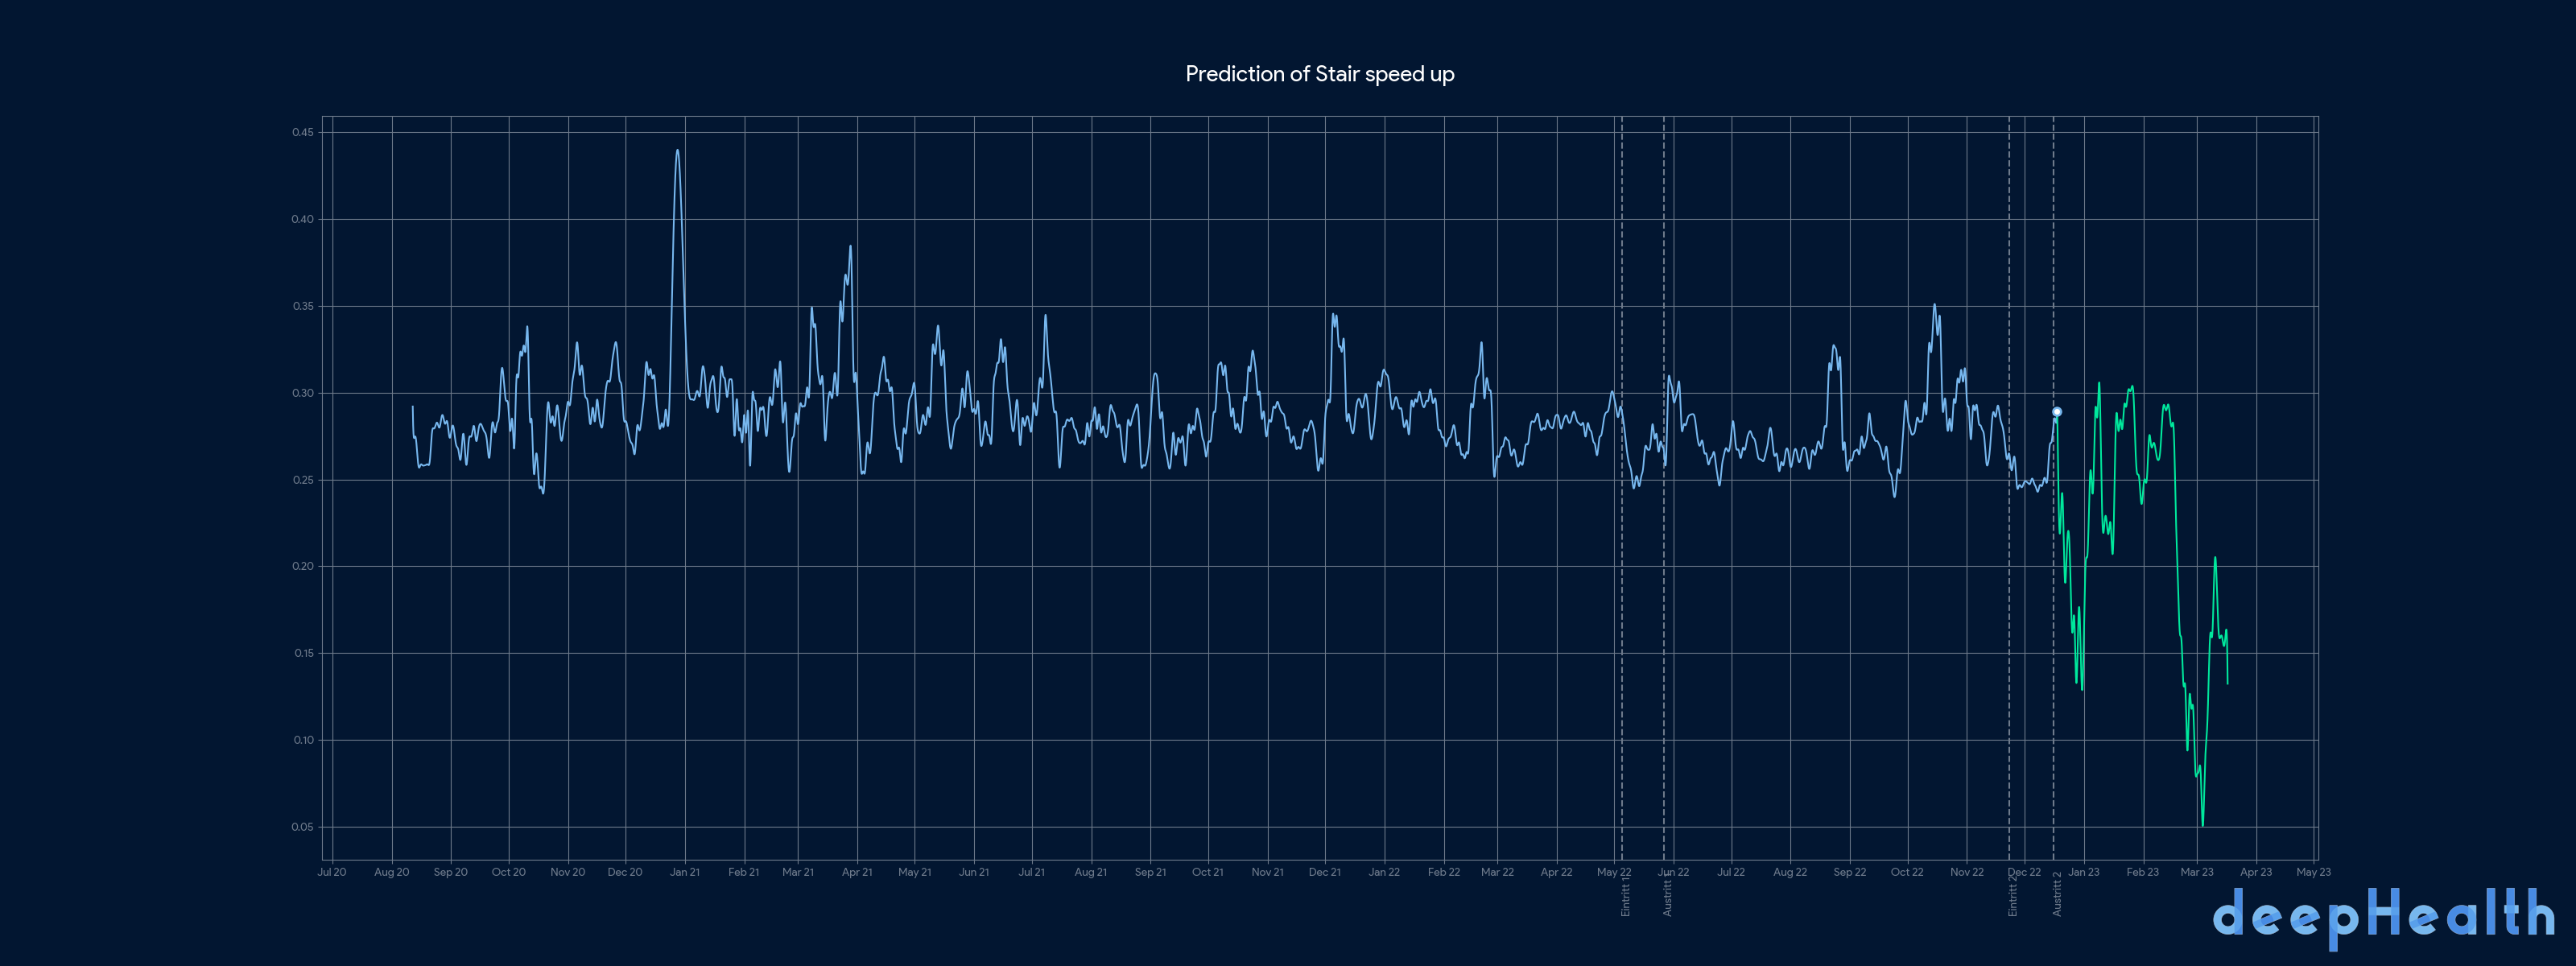 Prediction of Stair speed up
0.45
0.40
0.35
0.30
0.25
0.20
0.15
0.10
0.05
Jul 20 Aug 20 Sep 20 Oct 20 Nov 20 Dec 20 Jan 21 Feb 21 Mar 21 Apr 21 May 21 Jun 21 Jul 21 Aug 21 Sep 21 Oct 21 Nov 21 Dec 21 Jan 22 Feb 22 Mar 22 Apr 22 May 22 Jun 22 Jul 22 Aug 22 Sep 22 Oct 22 Nov 22 Dec 22 Jan 23 Feb 23 Mar 23 Apr 23 May 23
Eintritt 1
Austritt 1
Eintritt 2
Austritt 2
deepHealth